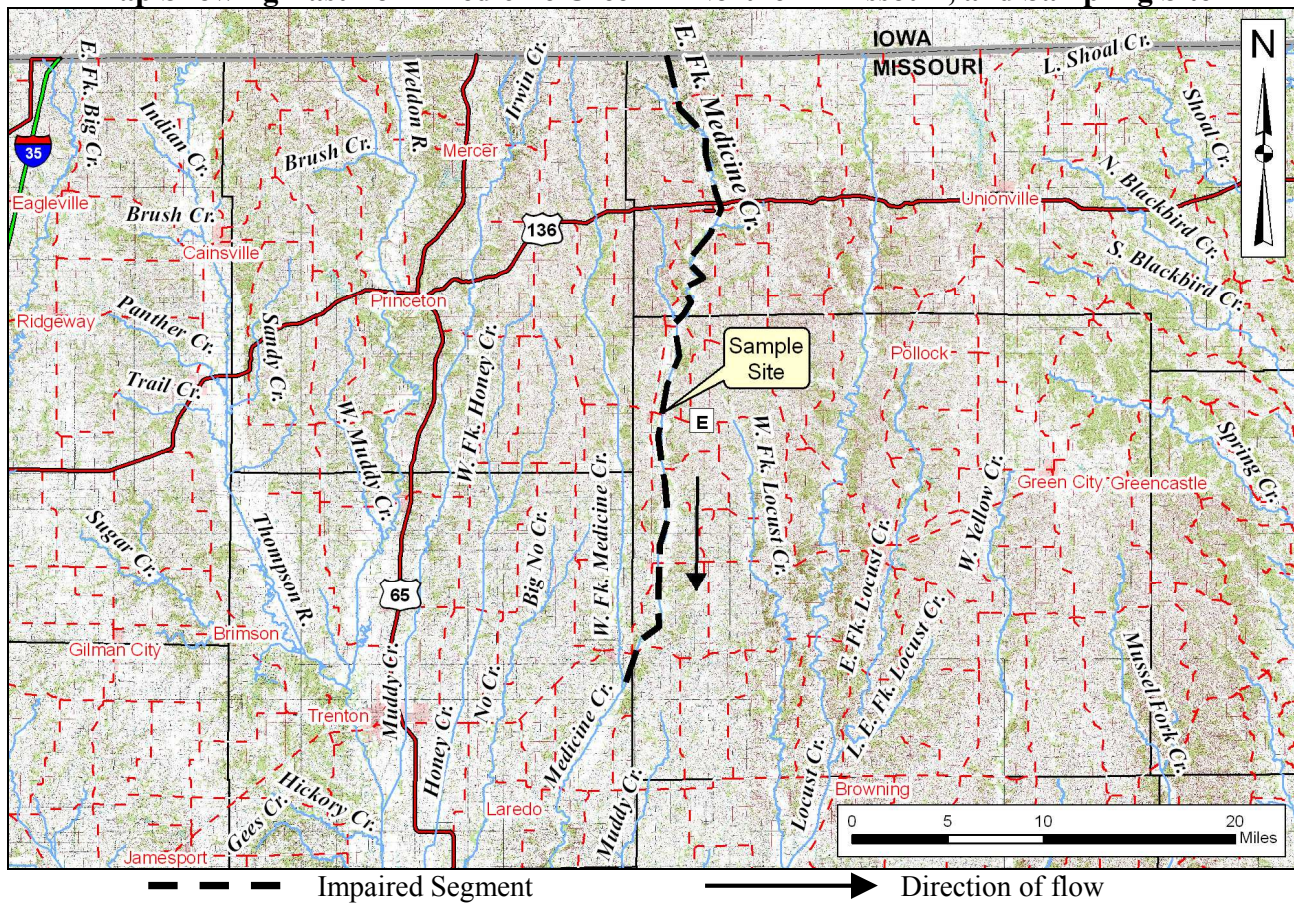 IOWA
MISSOURI
N
E. Fk. Big Cr.
Indian Cr.
Brush Cr.
Weldon R.
Irwin Cr.
E. Fk. Medicine Cr.
L. Shoal Cr.
Shoal Cr.
35
Mercer
Eagleville
Brush Cr.
Cainsville
136
Unionville
N. Blackbird Cr.
S. Blackbird Cr.
Princeton
Ridgeway
Panther Cr.
Sandy Cr.
Trail Cr.
W. Muddy Cr.
W. Fk. Honey Cr.
Sample
Site
E
Pollock
W. Fk. Locust Cr.
Spring Cr.
Green City
Greencastle
Sugar Cr.
Thompson R.
Big No Cr.
W. Fk. Medicine Cr.
E. Fk. Locust Cr.
W. Yellow Cr.
65
Brimson
Gilman City
Trenton
Muddy Cr.
No Cr.
Honey Cr.
Medicine Cr.
L. E. Fk. Locust Cr.
Mussel Fork Cr.
Hickory Cr.
Gees Cr.
Laredo
Muddy Cr.
Locust Cr.
Browning
Jamesport
0 5 10 20
Miles
Impaired Segment
Direction of flow